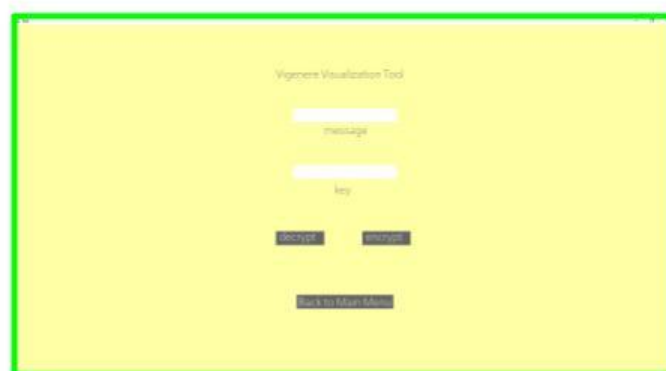 Vigenere Visualization Tool
message
key
decrypt encrypt
Back to Main Menu